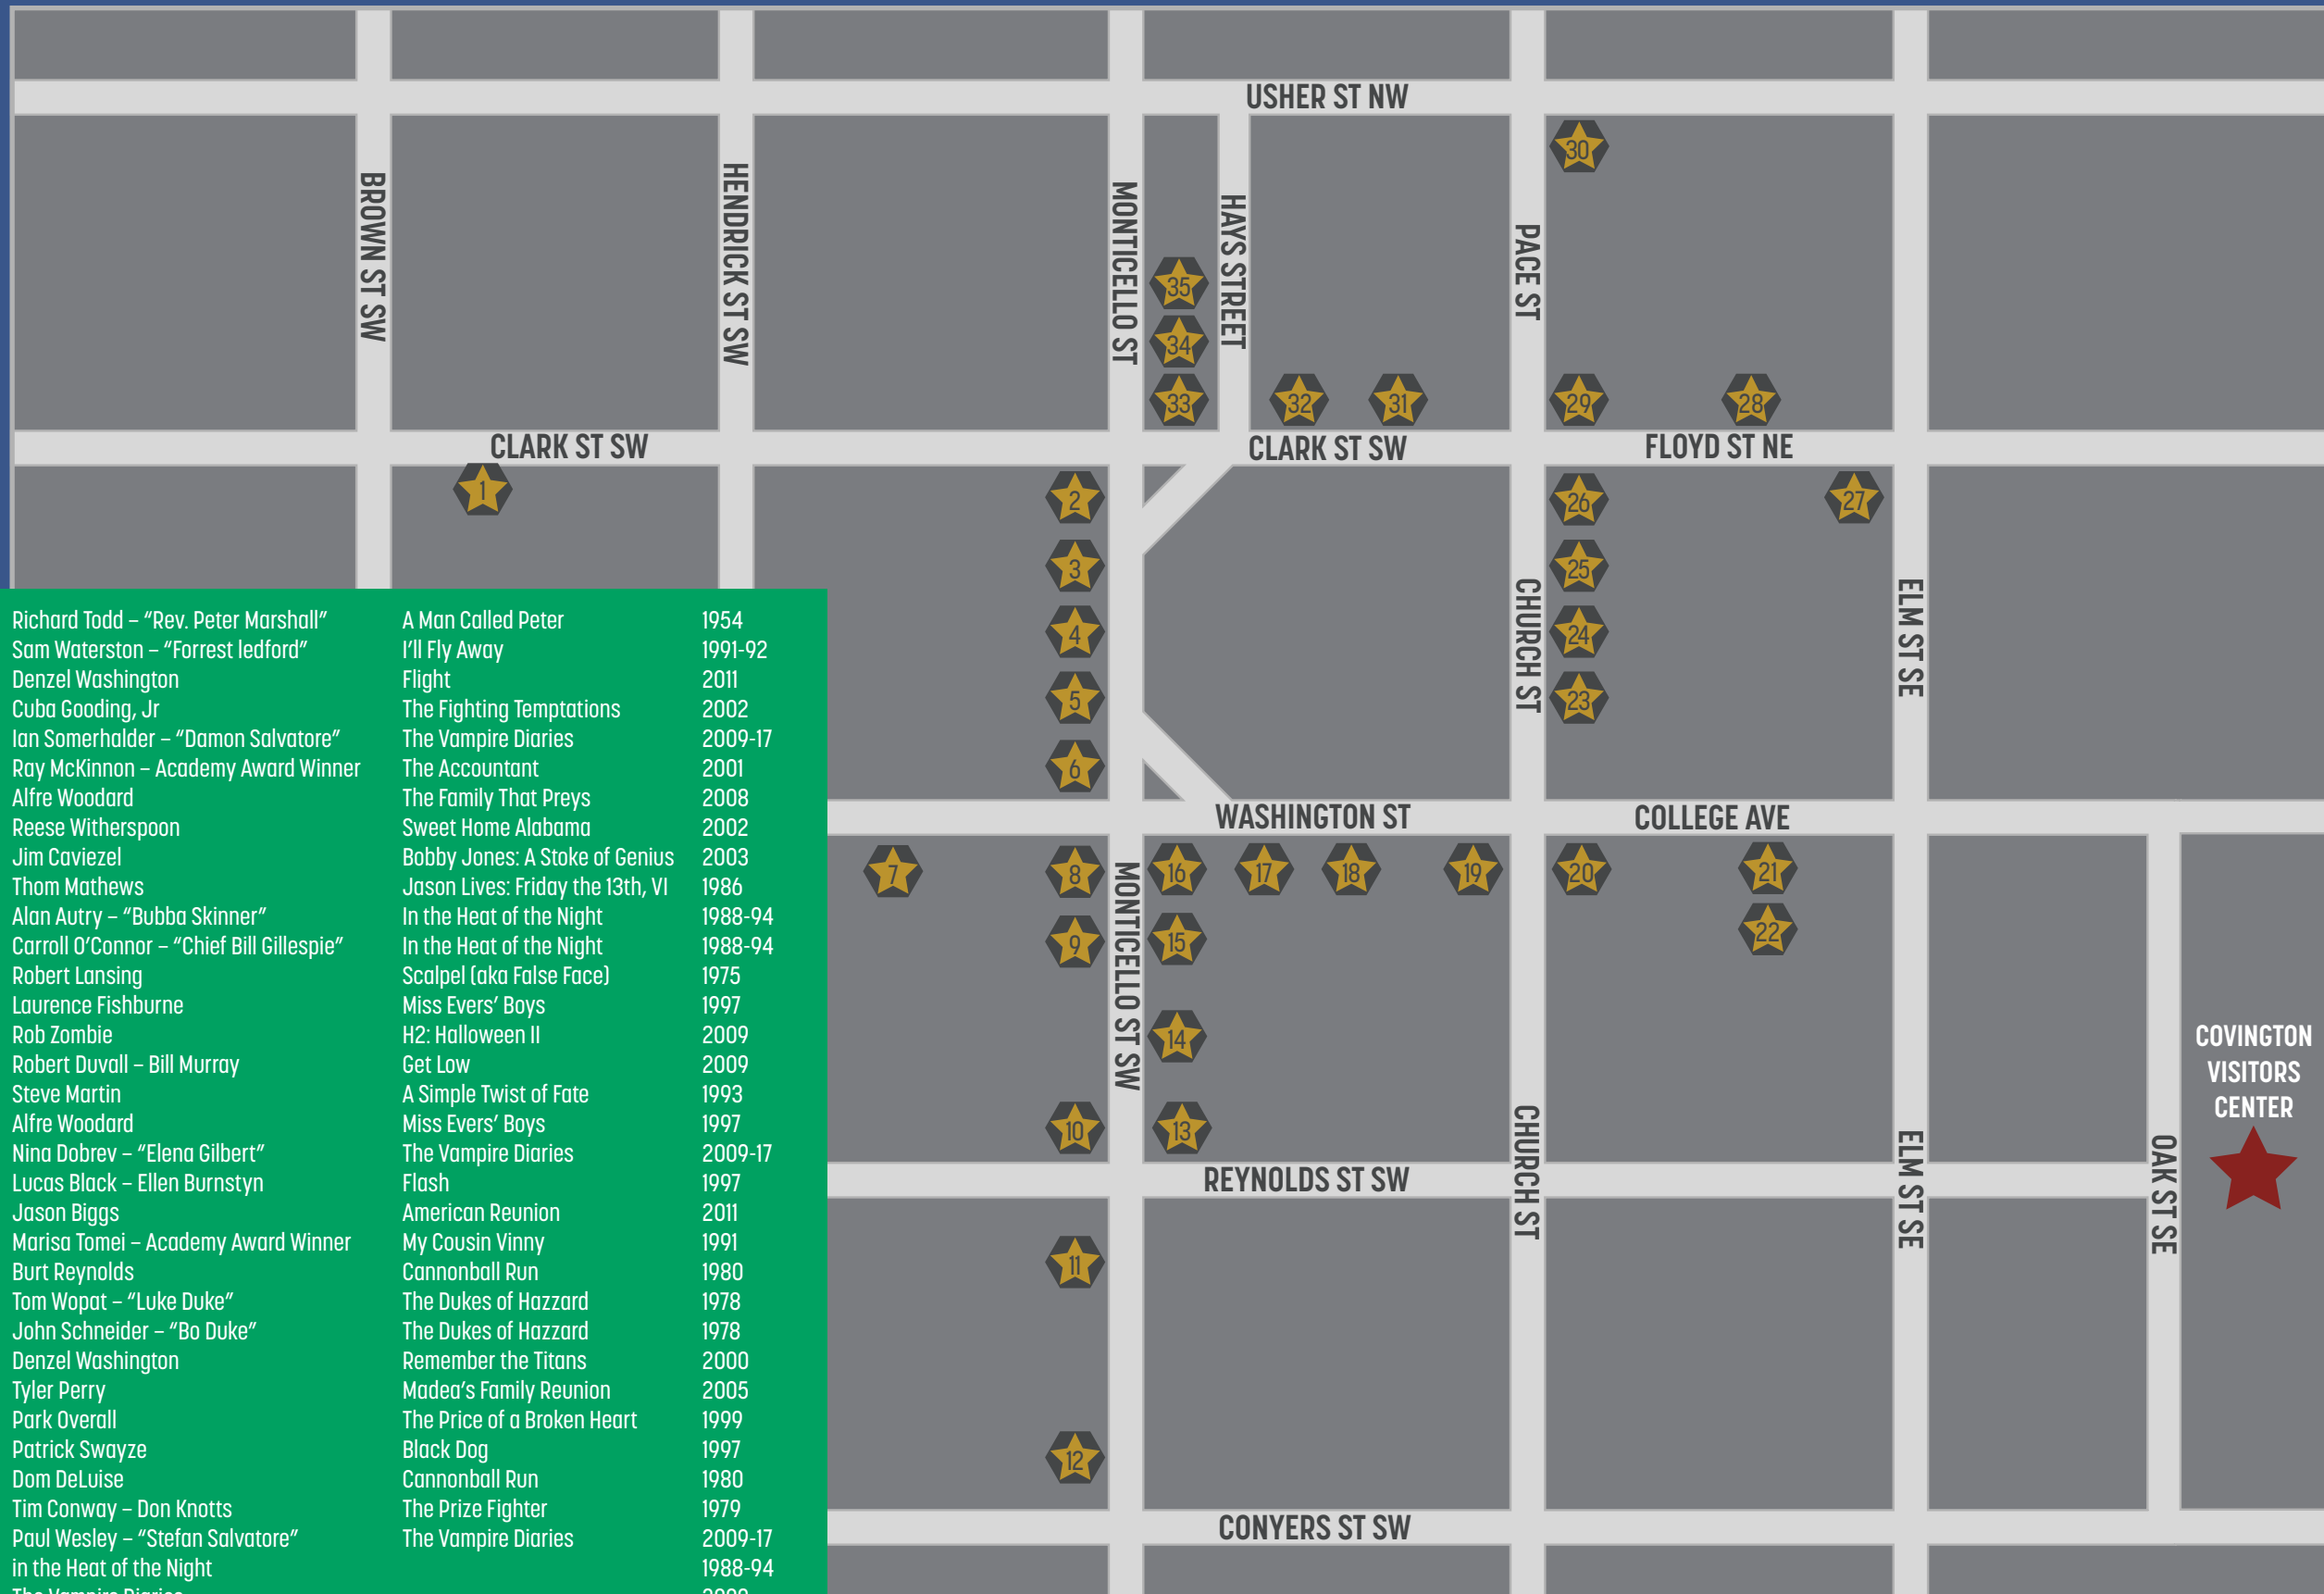 USHER ST NW
BROWN ST SW
HENDRICK ST SW
MONTICELLO ST
HAYS STREET
PACE ST
30
35
34
33
32
31
29
28
CLARK ST SW
CLARK ST SW
FLOYD ST NE
1
2
26
27
3
25
4
24
5
23
6
CHURCH ST
ELM ST SE
WASHINGTON ST
COLLEGE AVE
7
8
16
17
18
19
20
21
9
15
22
14
10
13
MONTICELLO ST SW
COVINGTON
VISITORS
CENTER
REYNOLDS ST SW
CHURCH ST
ELM ST SE
OAK ST SE
11
12
CONYERS ST SW
Richard Todd – “Rev. Peter Marshall” A Man Called Peter 1954
Sam Waterston – “Forrest ledford” I’ll Fly Away 1991-92
Denzel Washington Flight 2011
Cuba Gooding, Jr The Fighting Temptations 2002
Ian Somerhalder – “Damon Salvatore” The Vampire Diaries 2009-17
Ray McKinnon – Academy Award Winner The Accountant 2001
Alfre Woodard The Family That Preys 2008
Reese Witherspoon Sweet Home Alabama 2002
Jim Caviezel Bobby Jones: A Stoke of Genius 2003
Thom Mathews Jason Lives: Friday the 13th, VI 1986
Alan Autry – “Bubba Skinner” In the Heat of the Night 1988-94
Carroll O’Connor – “Chief Bill Gillespie” In the Heat of the Night 1988-94
Robert Lansing Scalpel (aka False Face) 1975
Laurence Fishburne Miss Evers’ Boys 1997
Rob Zombie H2: Halloween II 2009
Robert Duvall – Bill Murray Get Low 2009
Steve Martin A Simple Twist of Fate 1993
Alfre Woodard Miss Evers’ Boys 1997
Nina Dobrev – “Elena Gilbert” The Vampire Diaries 2009-17
Lucas Black – Ellen Burnstyn Flash 1997
Jason Biggs American Reunion 2011
Marisa Tomei – Academy Award Winner My Cousin Vinny 1991
Burt Reynolds Cannonball Run 1980
Tom Wopat – “Luke Duke” The Dukes of Hazzard 1978
John Schneider – “Bo Duke” The Dukes of Hazzard 1978
Denzel Washington Remember the Titans 2000
Tyler Perry Madea’s Family Reunion 2005
Park Overall The Price of a Broken Heart 1999
Patrick Swayze Black Dog 1997
Dom DeLuise Cannonball Run 1980
Tim Conway – Don Knotts The Prize Fighter 1979
Paul Wesley – “Stefan Salvatore” The Vampire Diaries 2009-17
in the Heat of the Night 1988-94